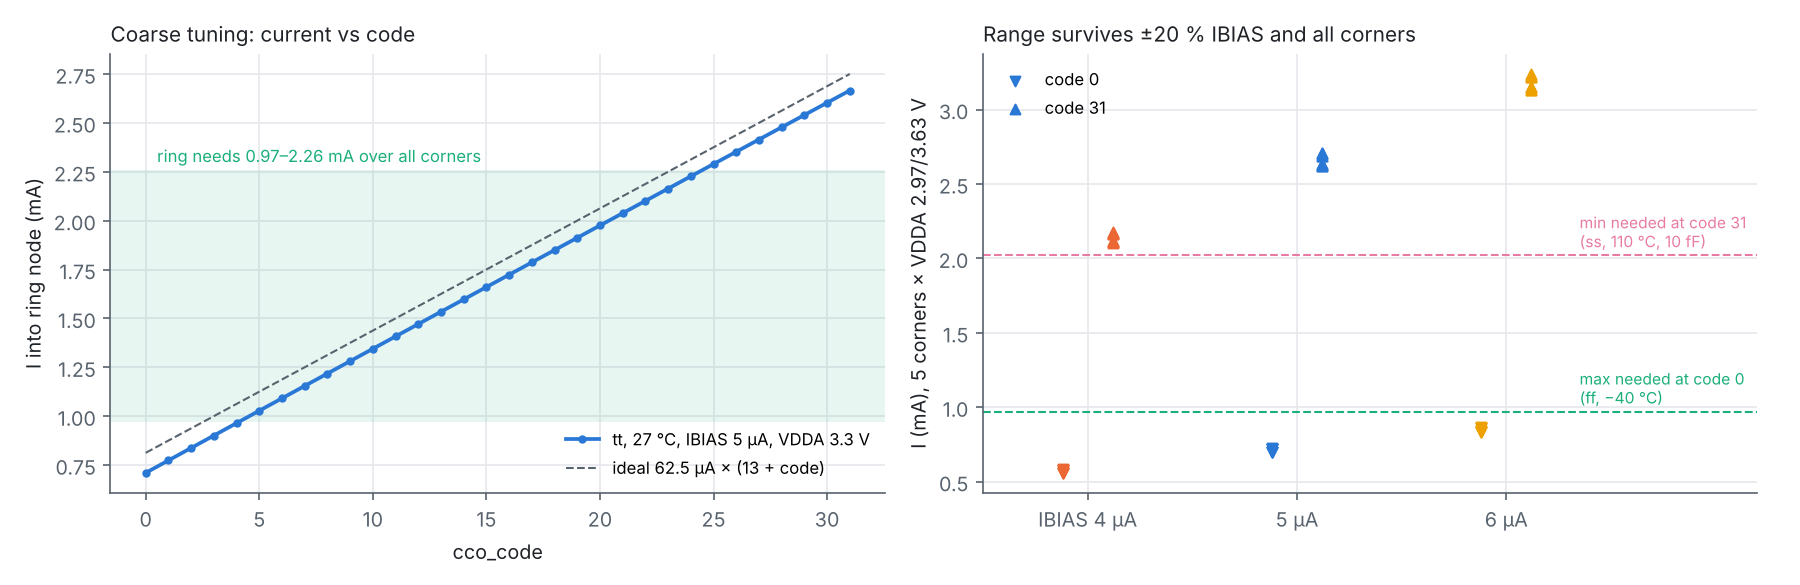 Coarse tuning: current vs code
I into ring node (mA)
2.75
2.50
2.25
2.00
1.75
1.50
1.25
1.00
0.75
ring needs 0.97–2.26 mA over all corners
tt, 27 °C, IBIAS 5 µA, VDDA 3.3 V
ideal 62.5 µA × (13 + code)
0 5 10 15 20 25 30
cco_code
Range survives ±20 % IBIAS and all corners
I (mA), 5 corners × VDDA 2.97/3.63 V
code 0
code 31
3.0
2.5
2.0
1.5
1.0
0.5
min needed at code 31
(ss, 110 °C, 10 fF)
max needed at code 0
(ff, −40 °C)
IBIAS 4 µA 5 µA 6 µA